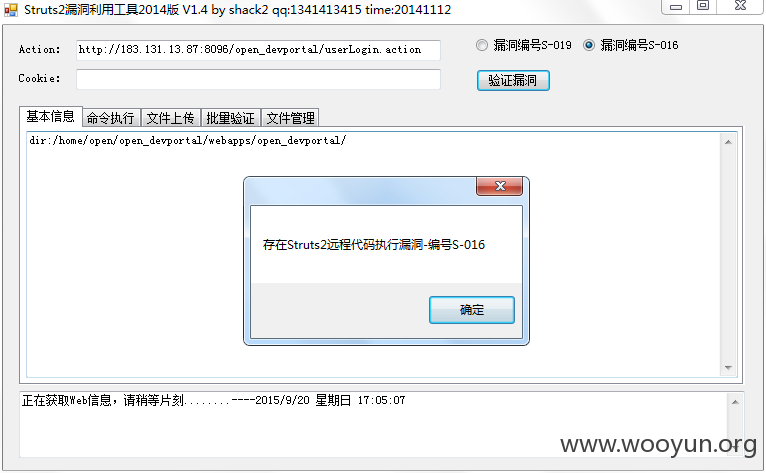 Struts2漏洞利用工具2014版 V1.4 by shack2 qq:1341413415 time:20141112
Action: http://183.131.13.87:8096/open_devportal/userLogin.action 漏洞编号S-019 漏洞编号S-016
Cookie: 验证漏洞
基本信息 命令执行 文件上传 批量验证 文件管理
dir:/home/open/open_devportal/webapps/open_devportal/
存在Struts2远程代码执行漏洞-编号S-016
确定
正在获取Web信息，请稍等片刻........----2015/9/20 星期日 17:05:07
www.wooyun.org